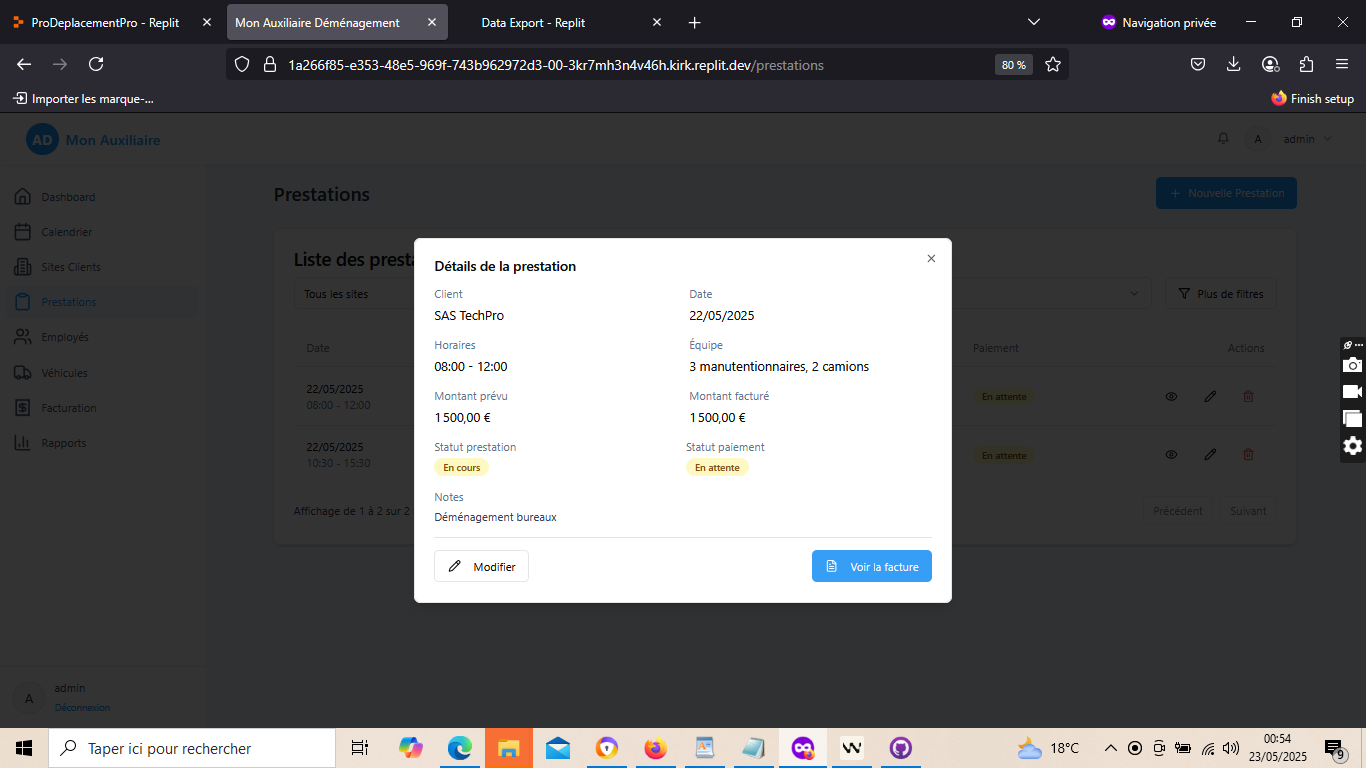 ProDeplacementPro - Replit
Mon Auxiliaire Déménagement
Data Export - Replit
Navigation privée
1a266f85-e353-48e5-969f-743b962972d3-00-3kr7mh3n4v46h.kirk.replit.dev/prestations
80 %
Importer les marque-...
Finish setup
AD Mon Auxiliaire
A admin
Dashboard
Calendrier
Sites Clients
Prestations
Employés
Véhicules
Facturation
Rapports
A admin
Déconnexion
Prestations
+ Nouvelle Prestation
Liste des presta
Tous les sites
Plus de filtres
Date
Paiement
Actions
22/05/2025
08:00 - 12:00
En attente
22/05/2025
10:30 - 15:30
En attente
Affichage de 1 à 2 sur 2
Précédent
Suivant
Détails de la prestation
Client
Date
SAS TechPro
22/05/2025
Horaires
Équipe
08:00 - 12:00
3 manutentionnaires, 2 camions
Montant prévu
Montant facturé
1 500,00 €
1 500,00 €
Statut prestation
Statut paiement
En cours
En attente
Notes
Déménagement bureaux
Modifier
Voir la facture
Taper ici pour rechercher
18°C
00:54
23/05/2025
9